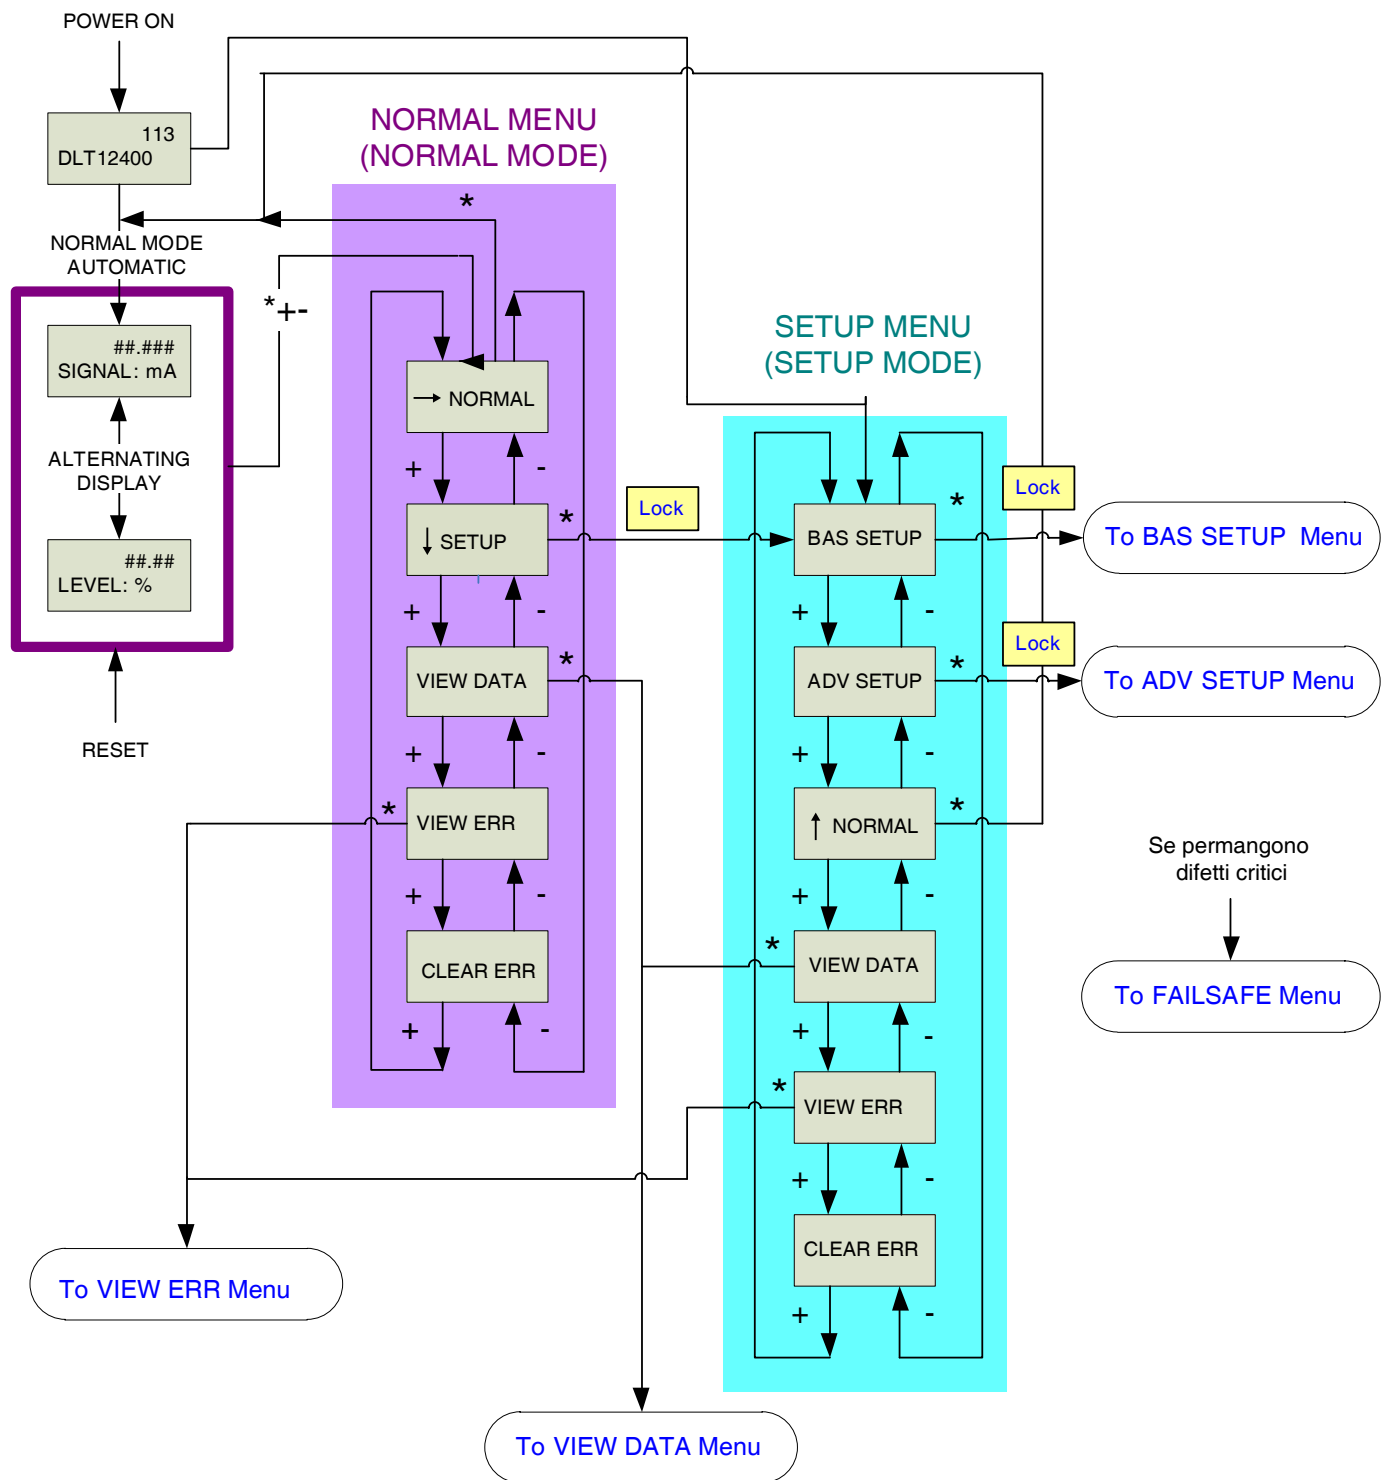 POWER ON
113
DLT12400
NORMAL MODE
AUTOMATIC
##.###
SIGNAL: mA
ALTERNATING
DISPLAY
##.##
LEVEL: %
RESET
*+-
NORMAL MENU
(NORMAL MODE)
*
→ NORMAL
+
-
↓ SETUP
*
Lock
+
-
VIEW DATA
*
+
-
*
VIEW ERR
+
-
CLEAR ERR
+
-
SETUP MENU
(SETUP MODE)
BAS SETUP
*
Lock
To BAS SETUP Menu
+
-
ADV SETUP
*
Lock
To ADV SETUP Menu
+
-
↑ NORMAL
*
+
-
*
VIEW DATA
+
-
*
VIEW ERR
+
-
CLEAR ERR
+
-
Se permangono
difetti critici
To FAILSAFE Menu
To VIEW ERR Menu
To VIEW DATA Menu